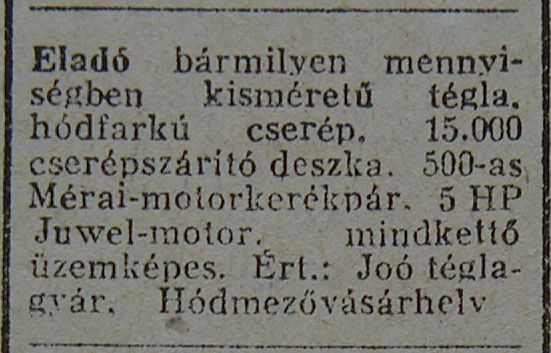 Eladó bármilyen mennyi-
ségben kisméretű tégla,
hódfarkú cserép. 15.000
cserépszárító deszka. 500-as
Mérai-motorkerékpár. 5 HP
Juwel-motor, mindkettő
üzemképes. Ért.: Joó tégla-
gyár, Hódmezővásárhely